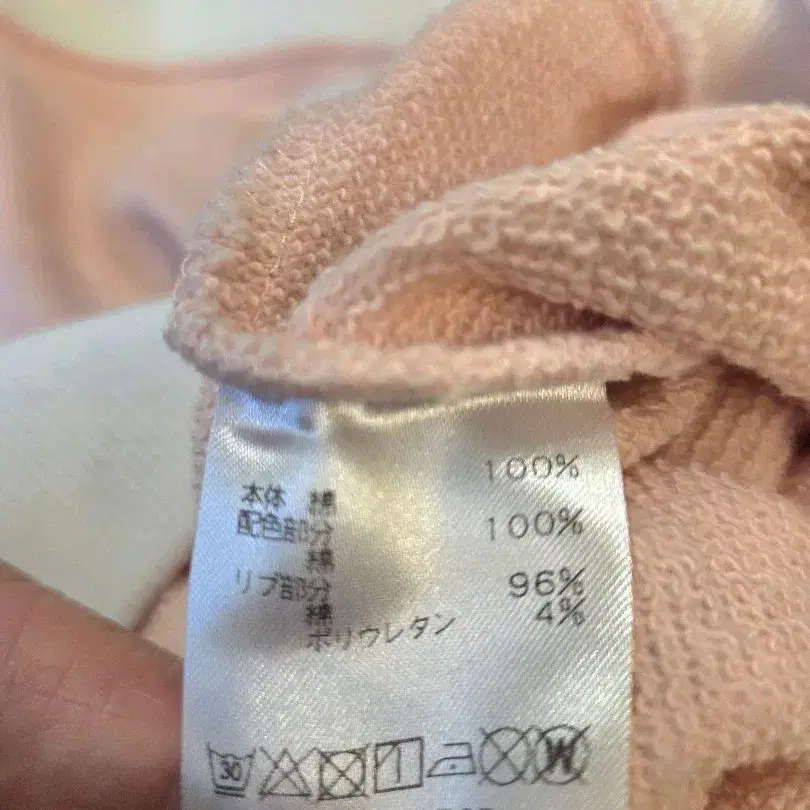 本体 綿 100%
配色部分
綿 100%
リブ部分
綿 96%
ポリウレタン 4%
30
W